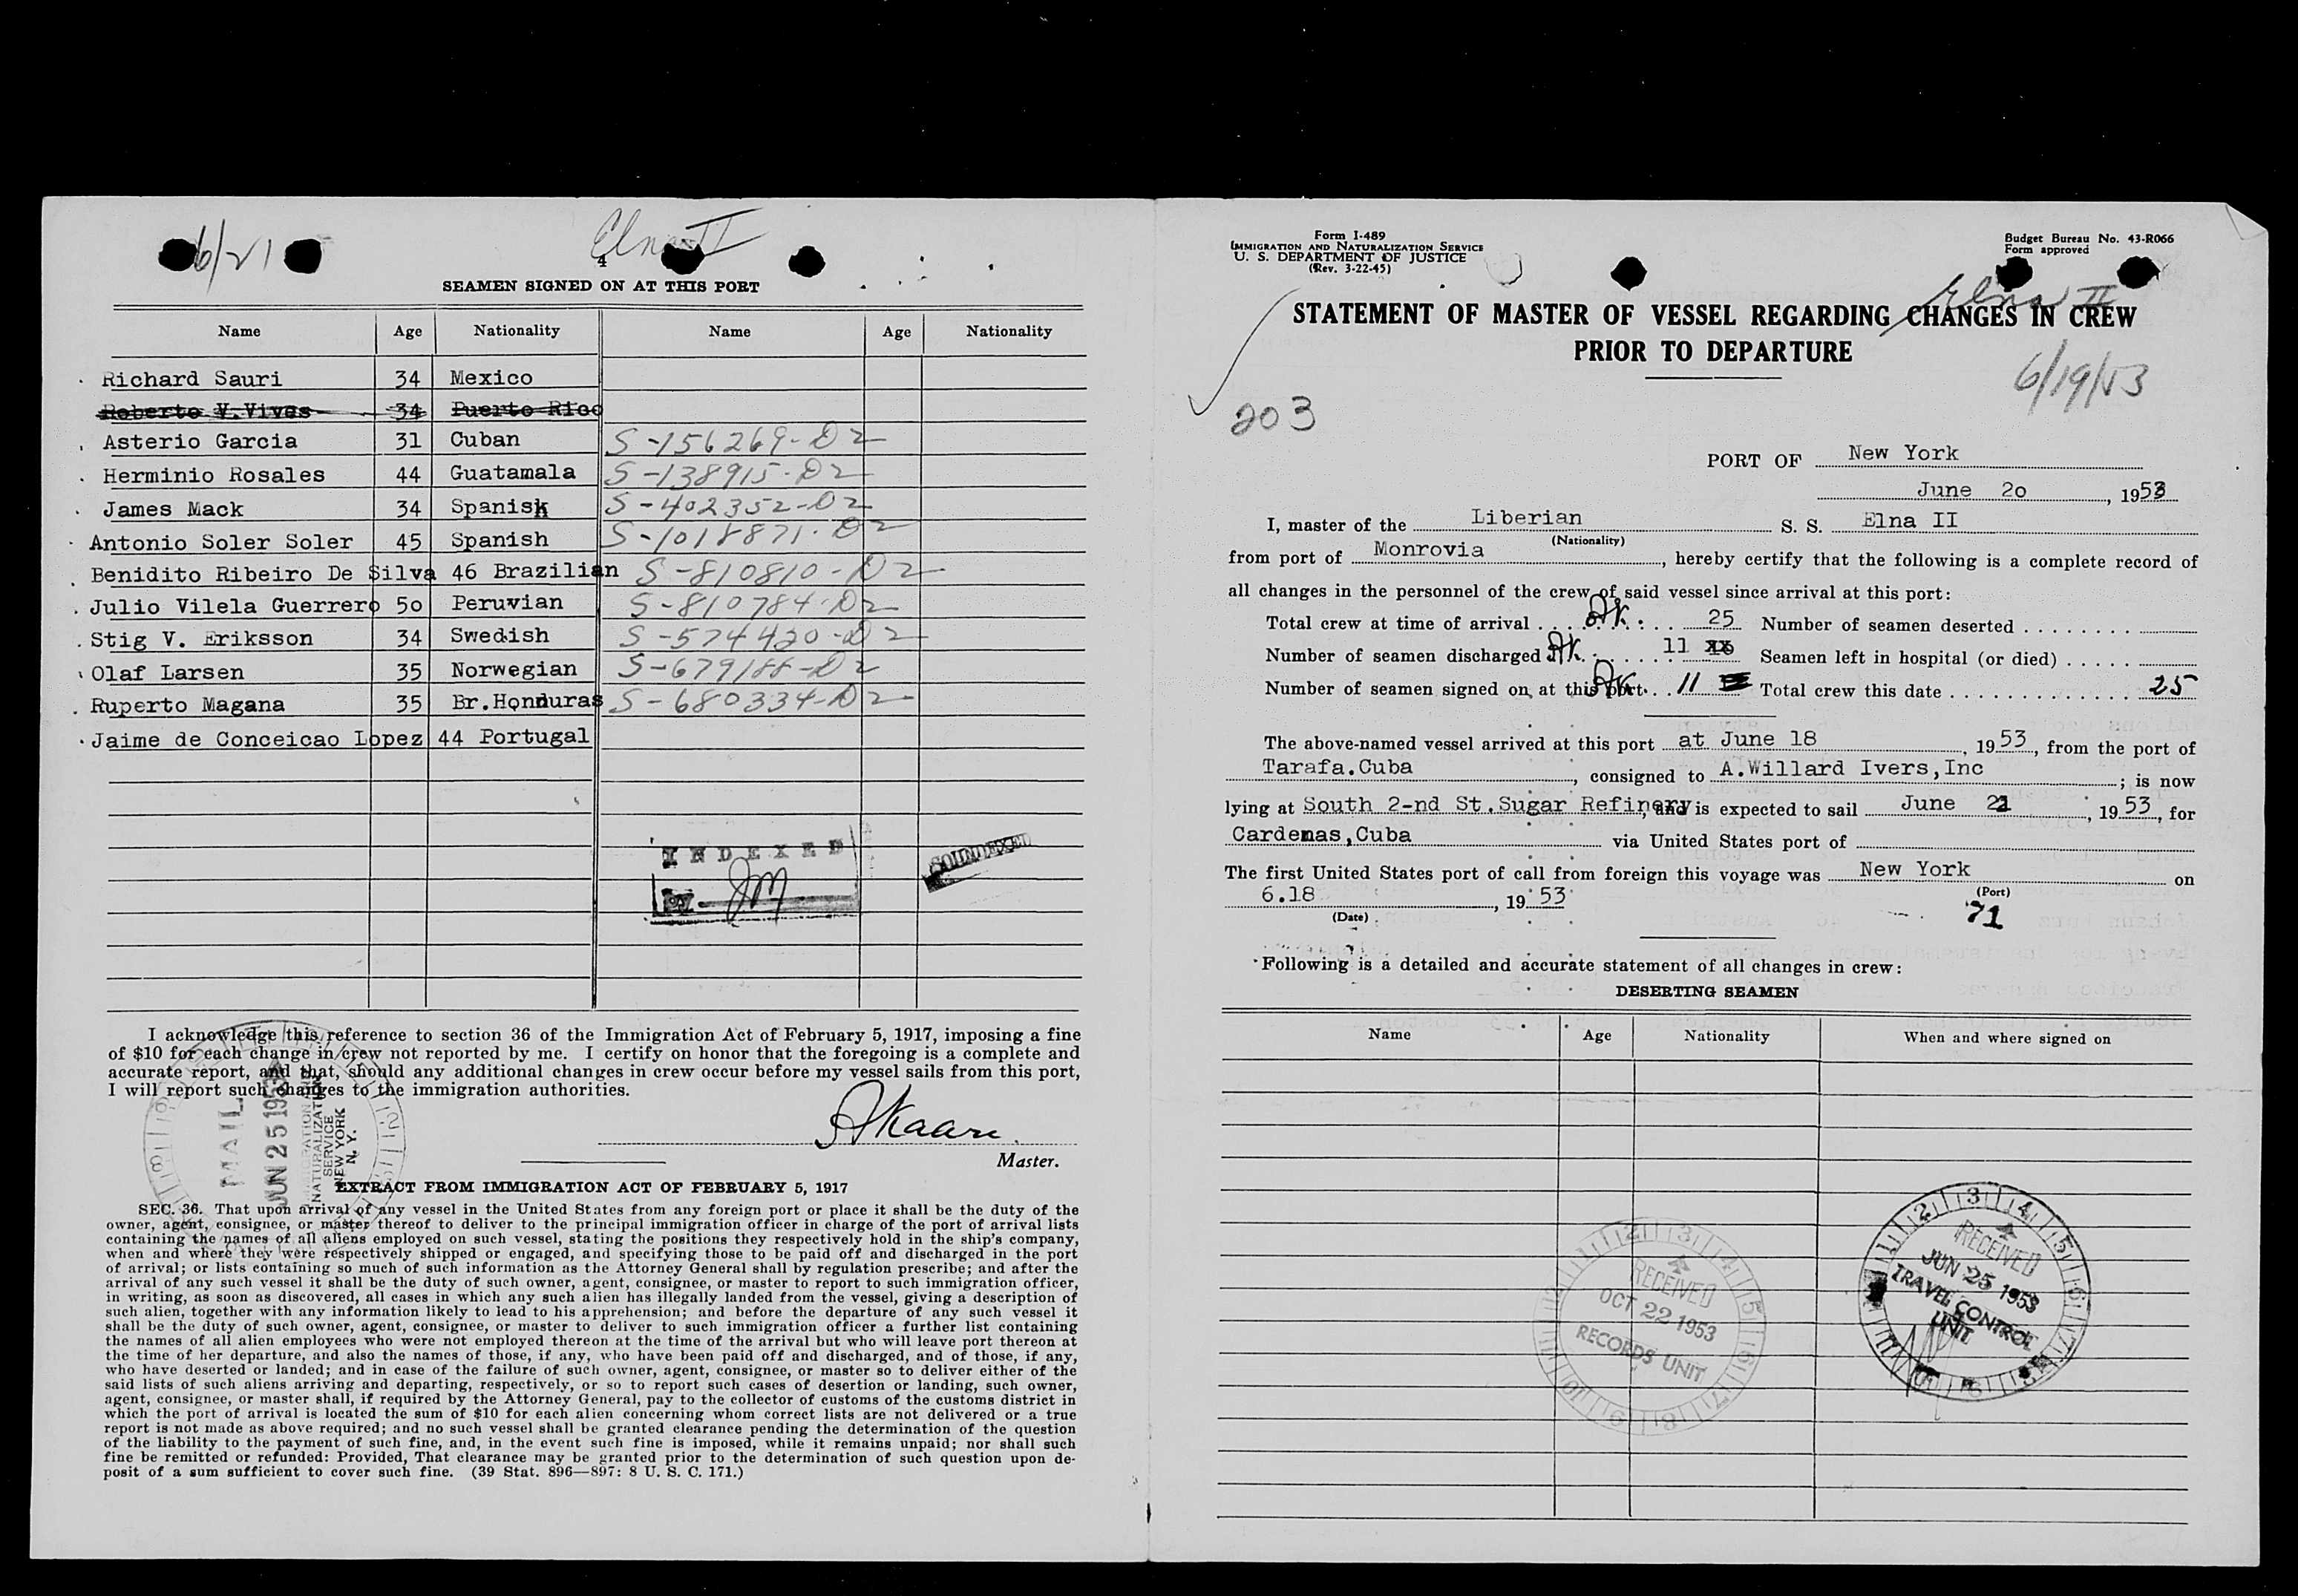 6/21
Elna II
4
SEAMEN SIGNED ON AT THIS PORT
Name Age Nationality Name Age Nationality
Richard Sauri 34 Mexico
Roberto V.Vives 34 Puerto Rico
Asterio Garcia 31 Cuban S-156269-D2
Herminio Rosales 44 Guatamala S-138915-D2
James Mack 34 Spanish S-402352-D2
Antonio Soler Soler 45 Spanish S-1018871-D2
Benidito Ribeiro De Silva 46 Brazilian S-810810-D2
Julio Vilela Guerrero 50 Peruvian S-810784-D2
Stig V. Eriksson 34 Swedish S-574420-D2
Olaf Larsen 35 Norwegian S-679188-D2
Ruperto Magana 35 Br.Honduras S-680334-D2
Jaime de Conceicao Lopez 44 Portugal
INDEXED
BY JM
SOUNDEXED
I acknowledge this reference to section 36 of the Immigration Act of February 5, 1917, imposing a fine
of $10 for each change in crew not reported by me. I certify on honor that the foregoing is a complete and
accurate report, and that, should any additional changes in crew occur before my vessel sails from this port,
I will report such changes to the immigration authorities.
MAIL
JUN 25 1953
IMMIGRATION AND
NATURALIZATION
SERVICE
NEW YORK
N. Y.
AKaare
Master.
EXTRACT FROM IMMIGRATION ACT OF FEBRUARY 5, 1917
SEC. 36. That upon arrival of any vessel in the United States from any foreign port or place it shall be the duty of the
owner, agent, consignee, or master thereof to deliver to the principal immigration officer in charge of the port of arrival lists
containing the names of all aliens employed on such vessel, stating the positions they respectively hold in the ship's company,
when and where they were respectively shipped or engaged, and specifying those to be paid off and discharged in the port
of arrival; or lists containing so much of such information as the Attorney General shall by regulation prescribe; and after the
arrival of any such vessel it shall be the duty of such owner, agent, consignee, or master to report to such immigration officer,
in writing, as soon as discovered, all cases in which any such alien has illegally landed from the vessel, giving a description of
such alien, together with any information likely to lead to his apprehension; and before the departure of any such vessel it
shall be the duty of such owner, agent, consignee, or master to deliver to such immigration officer a further list containing
the names of all alien employees who were not employed thereon at the time of the arrival but who will leave port thereon at
the time of her departure, and also the names of those, if any, who have been paid off and discharged, and of those, if any,
who have deserted or landed; and in case of the failure of such owner, agent, consignee, or master so to deliver either of the
said lists of such aliens arriving and departing, respectively, or so to report such cases of desertion or landing, such owner,
agent, consignee, or master shall, if required by the Attorney General, pay to the collector of customs of the customs district in
which the port of arrival is located the sum of $10 for each alien concerning whom correct lists are not delivered or a true
report is not made as above required; and no such vessel shall be granted clearance pending the determination of the question
of the liability to the payment of such fine, and, in the event such fine is imposed, while it remains unpaid; nor shall such
fine be remitted or refunded: Provided, That clearance may be granted prior to the determination of such question upon de-
posit of a sum sufficient to cover such fine. (39 Stat. 896—897: 8 U. S. C. 171.)
Form I-489
IMMIGRATION AND NATURALIZATION SERVICE
U. S. DEPARTMENT OF JUSTICE
(Rev. 3-22-45)
Budget Bureau No. 43-R066
Form approved
Elna II
STATEMENT OF MASTER OF VESSEL REGARDING CHANGES IN CREW
PRIOR TO DEPARTURE
6/19/53
203
PORT OF New York
June 2o, 1953
I, master of the Liberian S. S. Elna II
(Nationality)
from port of Monrovia, hereby certify that the following is a complete record of
all changes in the personnel of the crew of said vessel since arrival at this port:
Total crew at time of arrival AK. 25 Number of seamen deserted
Number of seamen discharged AK. 11 Seamen left in hospital (or died)
Number of seamen signed on at this port AK. 11 Total crew this date 25
The above-named vessel arrived at this port at June 18, 1953, from the port of
Tarafa.Cuba, consigned to A.Willard Ivers,Inc; is now
lying at South 2-nd St.Sugar Refinery, and is expected to sail June 21, 1953, for
Cardenas,Cuba via United States port of
The first United States port of call from foreign this voyage was New York on
(Port)
6.18, 1953
(Date)
71
Following is a detailed and accurate statement of all changes in crew:
DESERTING SEAMEN
Name Age Nationality When and where signed on
RECEIVED
OCT 22 1953
RECORDS UNIT
RECEIVED
JUN 25 1953
TRAVEL CONTROL
UNIT